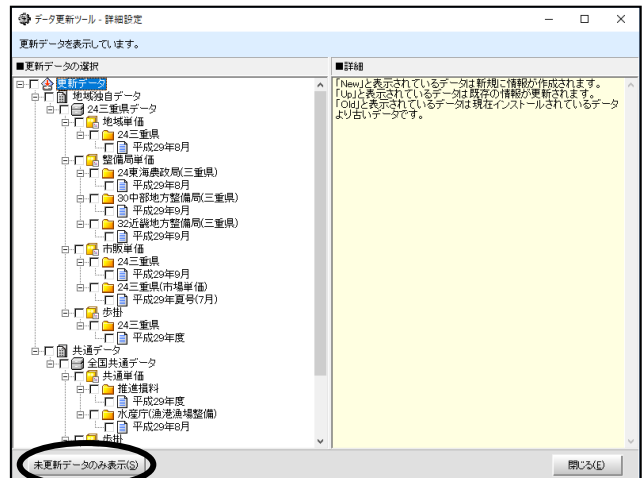 データ更新ツール - 詳細設定
更新データを表示しています。
■更新データの選択
更新データ
地域独自データ
24三重県データ
地域単価
24三重県
平成29年8月
整備局単価
24東海農政局(三重県)
平成29年8月
30中部地方整備局(三重県)
平成29年9月
32近畿地方整備局(三重県)
平成29年9月
市販単価
24三重県
平成29年9月
24三重県(市場単価)
平成29年夏号(7月)
歩掛
24三重県
平成29年度
共通データ
全国共通データ
共通単価
推進損料
平成29年度
水産庁(漁港漁場整備)
平成29年8月
歩掛
■詳細
「New」と表示されているデータは新規に情報が作成されます。
「Up」と表示されているデータは既存の情報が更新されます。
「Old」と表示されているデータは現在インストールされているデータ
より古いデータです。
未更新データのみ表示(S)
閉じる(E)